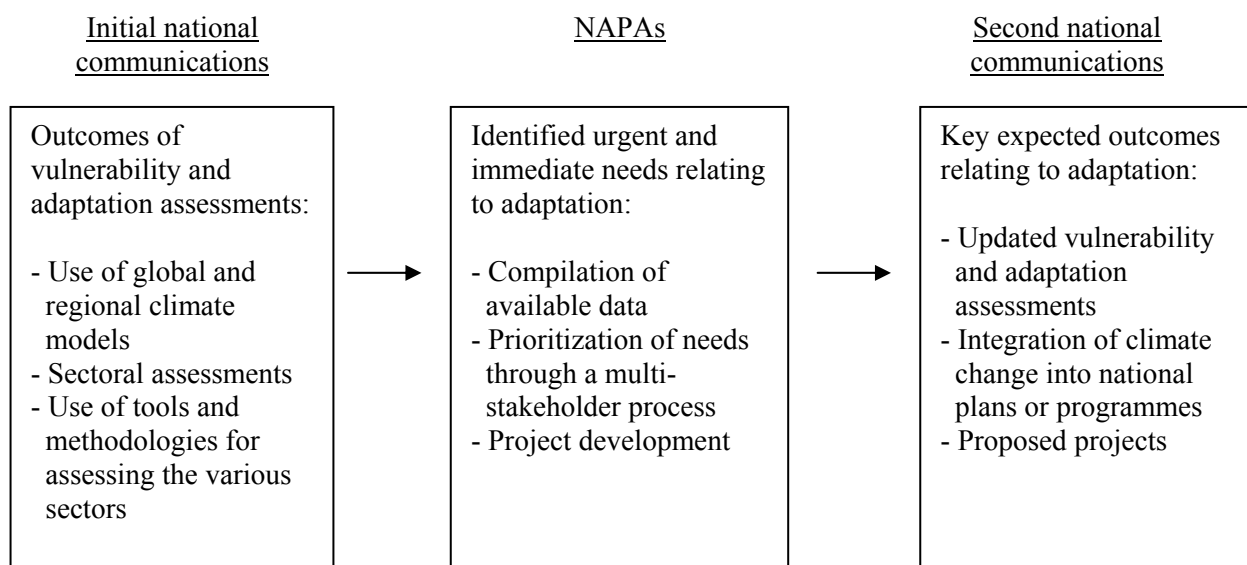 Initial national
communications
Outcomes of
vulnerability and
adaptation assessments:
- Use of global and
regional climate
models
- Sectoral assessments
- Use of tools and
methodologies for
assessing the various
sectors
NAPAs
Identified urgent and
immediate needs relating
to adaptation:
- Compilation of
available data
- Prioritization of needs
through a multi-
stakeholder process
- Project development
Second national
communications
Key expected outcomes
relating to adaptation:
- Updated vulnerability
and adaptation
assessments
- Integration of climate
change into national
plans or programmes
- Proposed projects